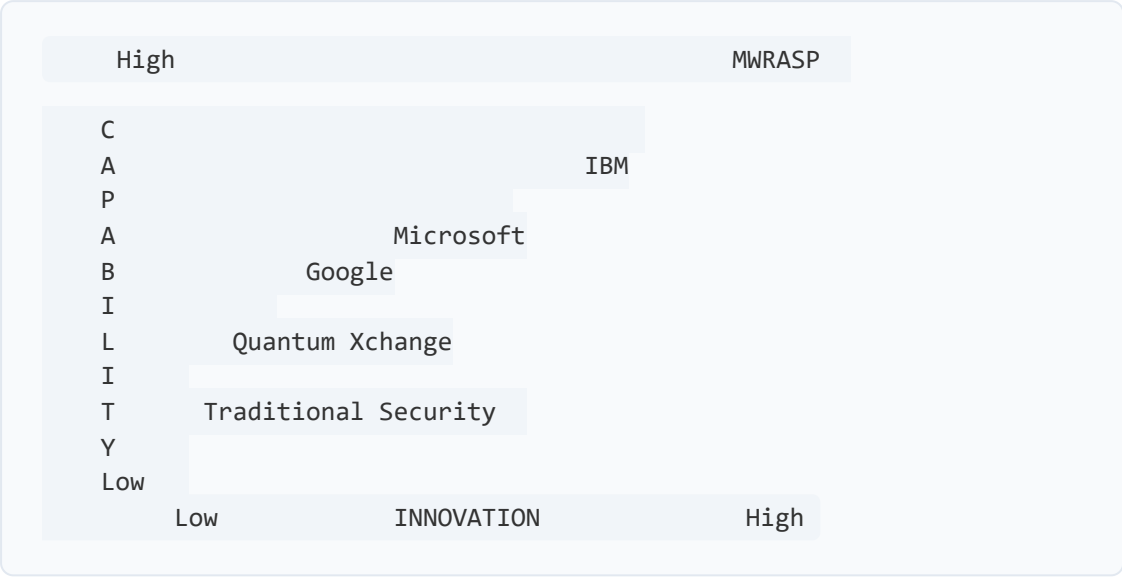 High MWRASP
C
A IBM
P
A Microsoft
B Google
I
L Quantum Xchange
I
T Traditional Security
Y
Low
Low INNOVATION High